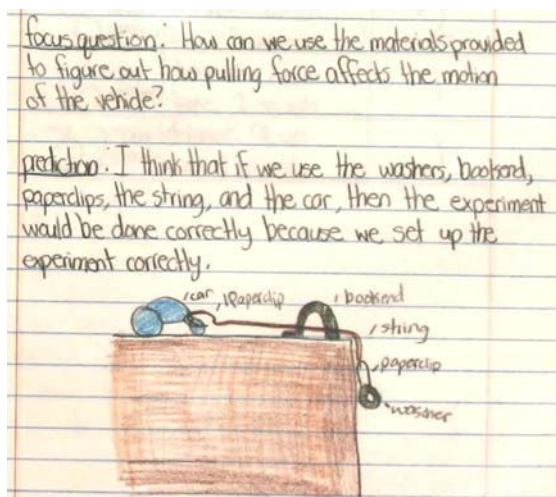 focus question: How can we use the materials provided
to figure out how pulling force affects the motion
of the vehicle?
prediction: I think that if we use the washers, bookend,
paperclips, the string, and the car, then the experiment
would be done correctly because we set up the
experiment correctly.
car, 1 paperclip
bookend
string
paperclip
washer